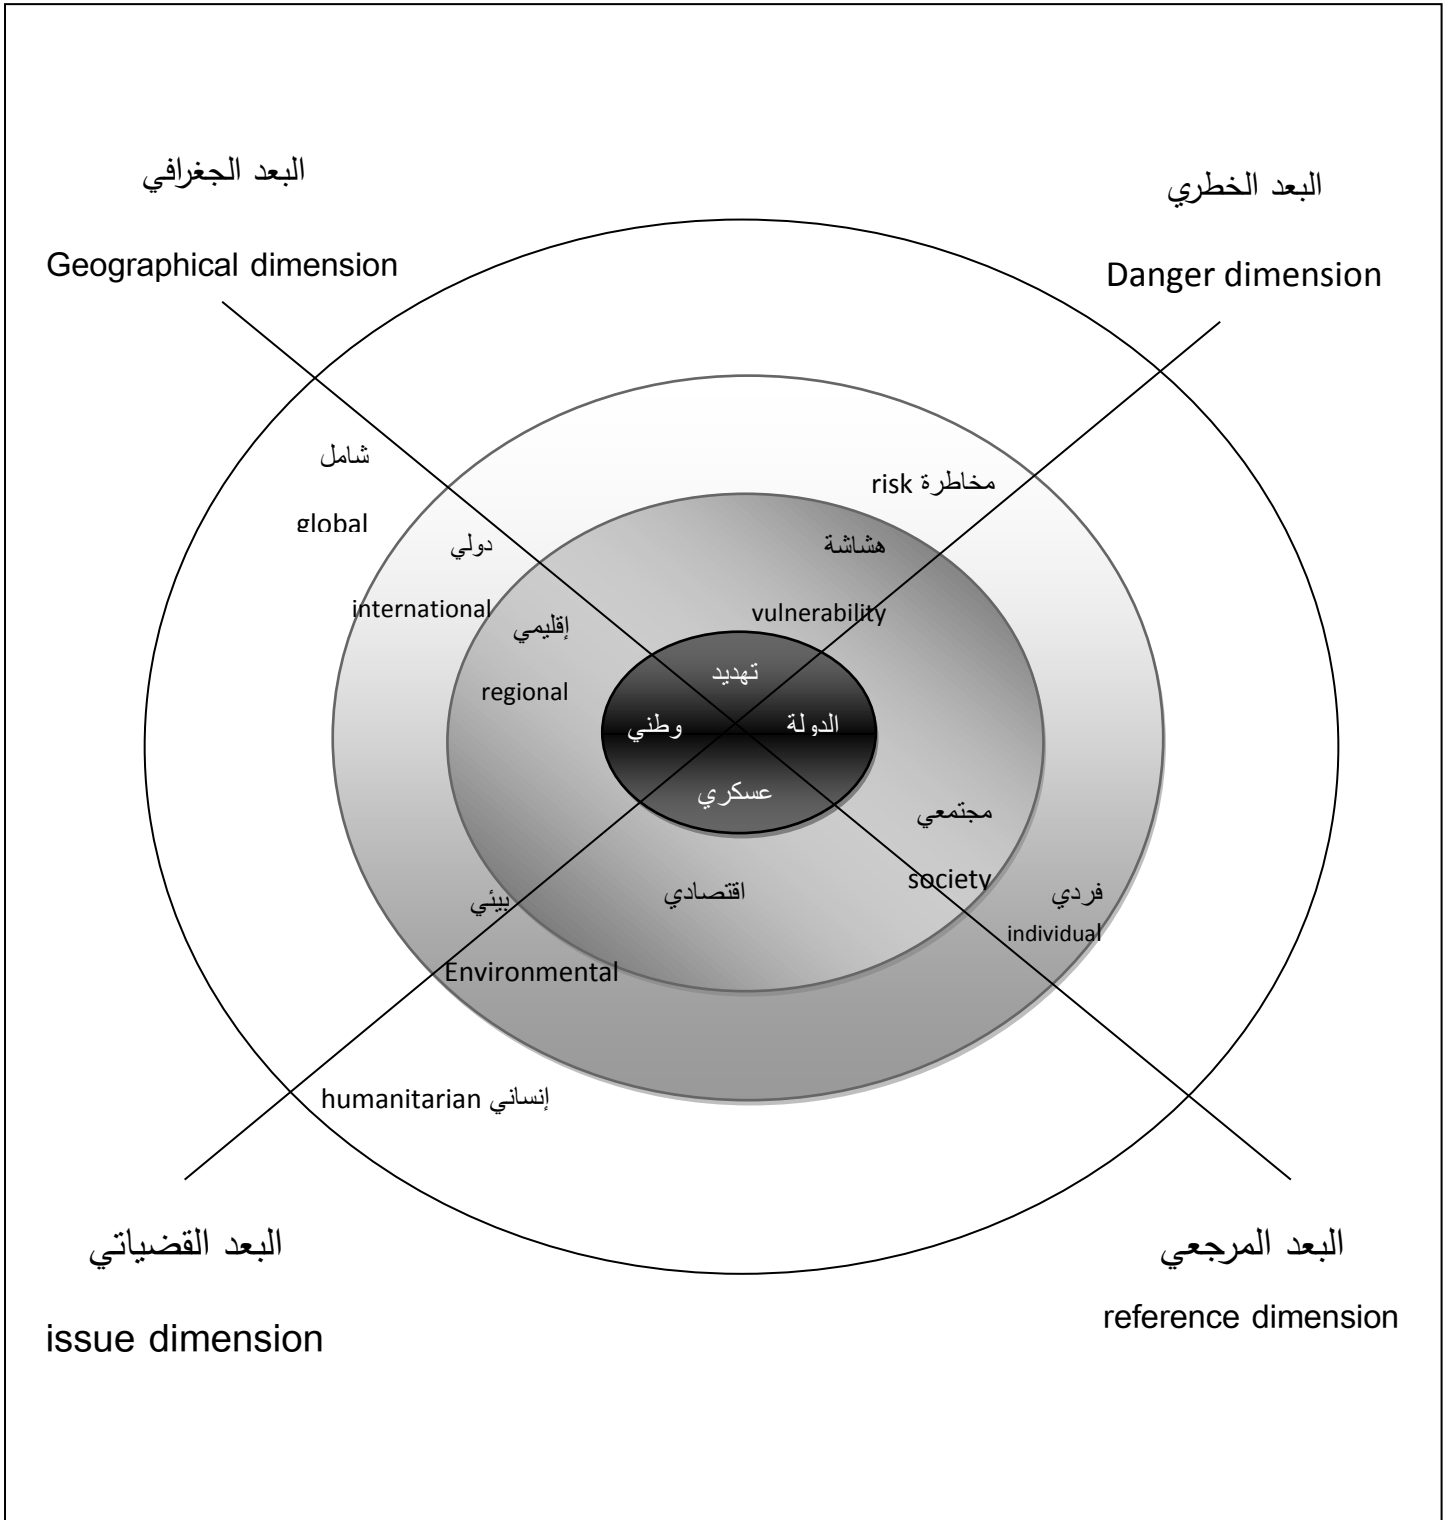 البعد الجغرافي
البعد الخطري
Geographical dimension
Danger dimension
شامل
global
مخاطرة risk
دولي
international
هشاشة
vulnerability
إقليمي
regional
تهديد
وطني
الدولة
عسكري
مجتمعي
society
فردي
individual
اقتصادي
بيئي
Environmental
إنساني humanitarian
البعد القضياتي
issue dimension
البعد المرجعي
reference dimension